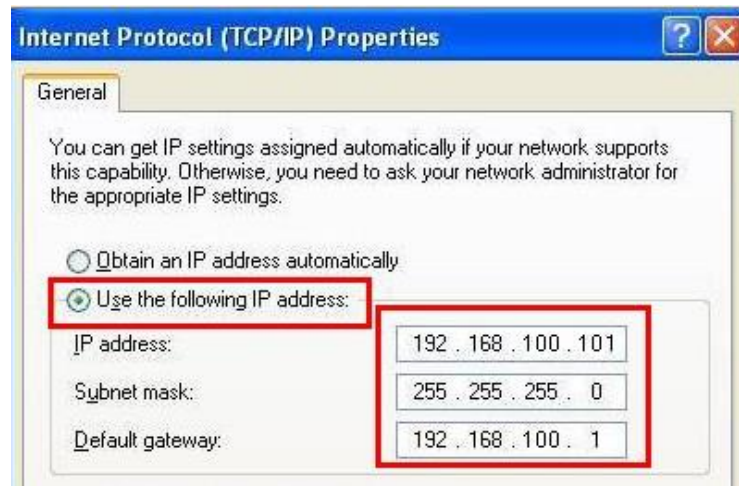 Internet Protocol (TCP/IP) Properties
General
You can get IP settings assigned automatically if your network supports
this capability. Otherwise, you need to ask your network administrator for
the appropriate IP settings.
Obtain an IP address automatically
Use the following IP address:
IP address: 192 . 168 . 100 . 101
Subnet mask: 255 . 255 . 255 . 0
Default gateway: 192 . 168 . 100 . 1